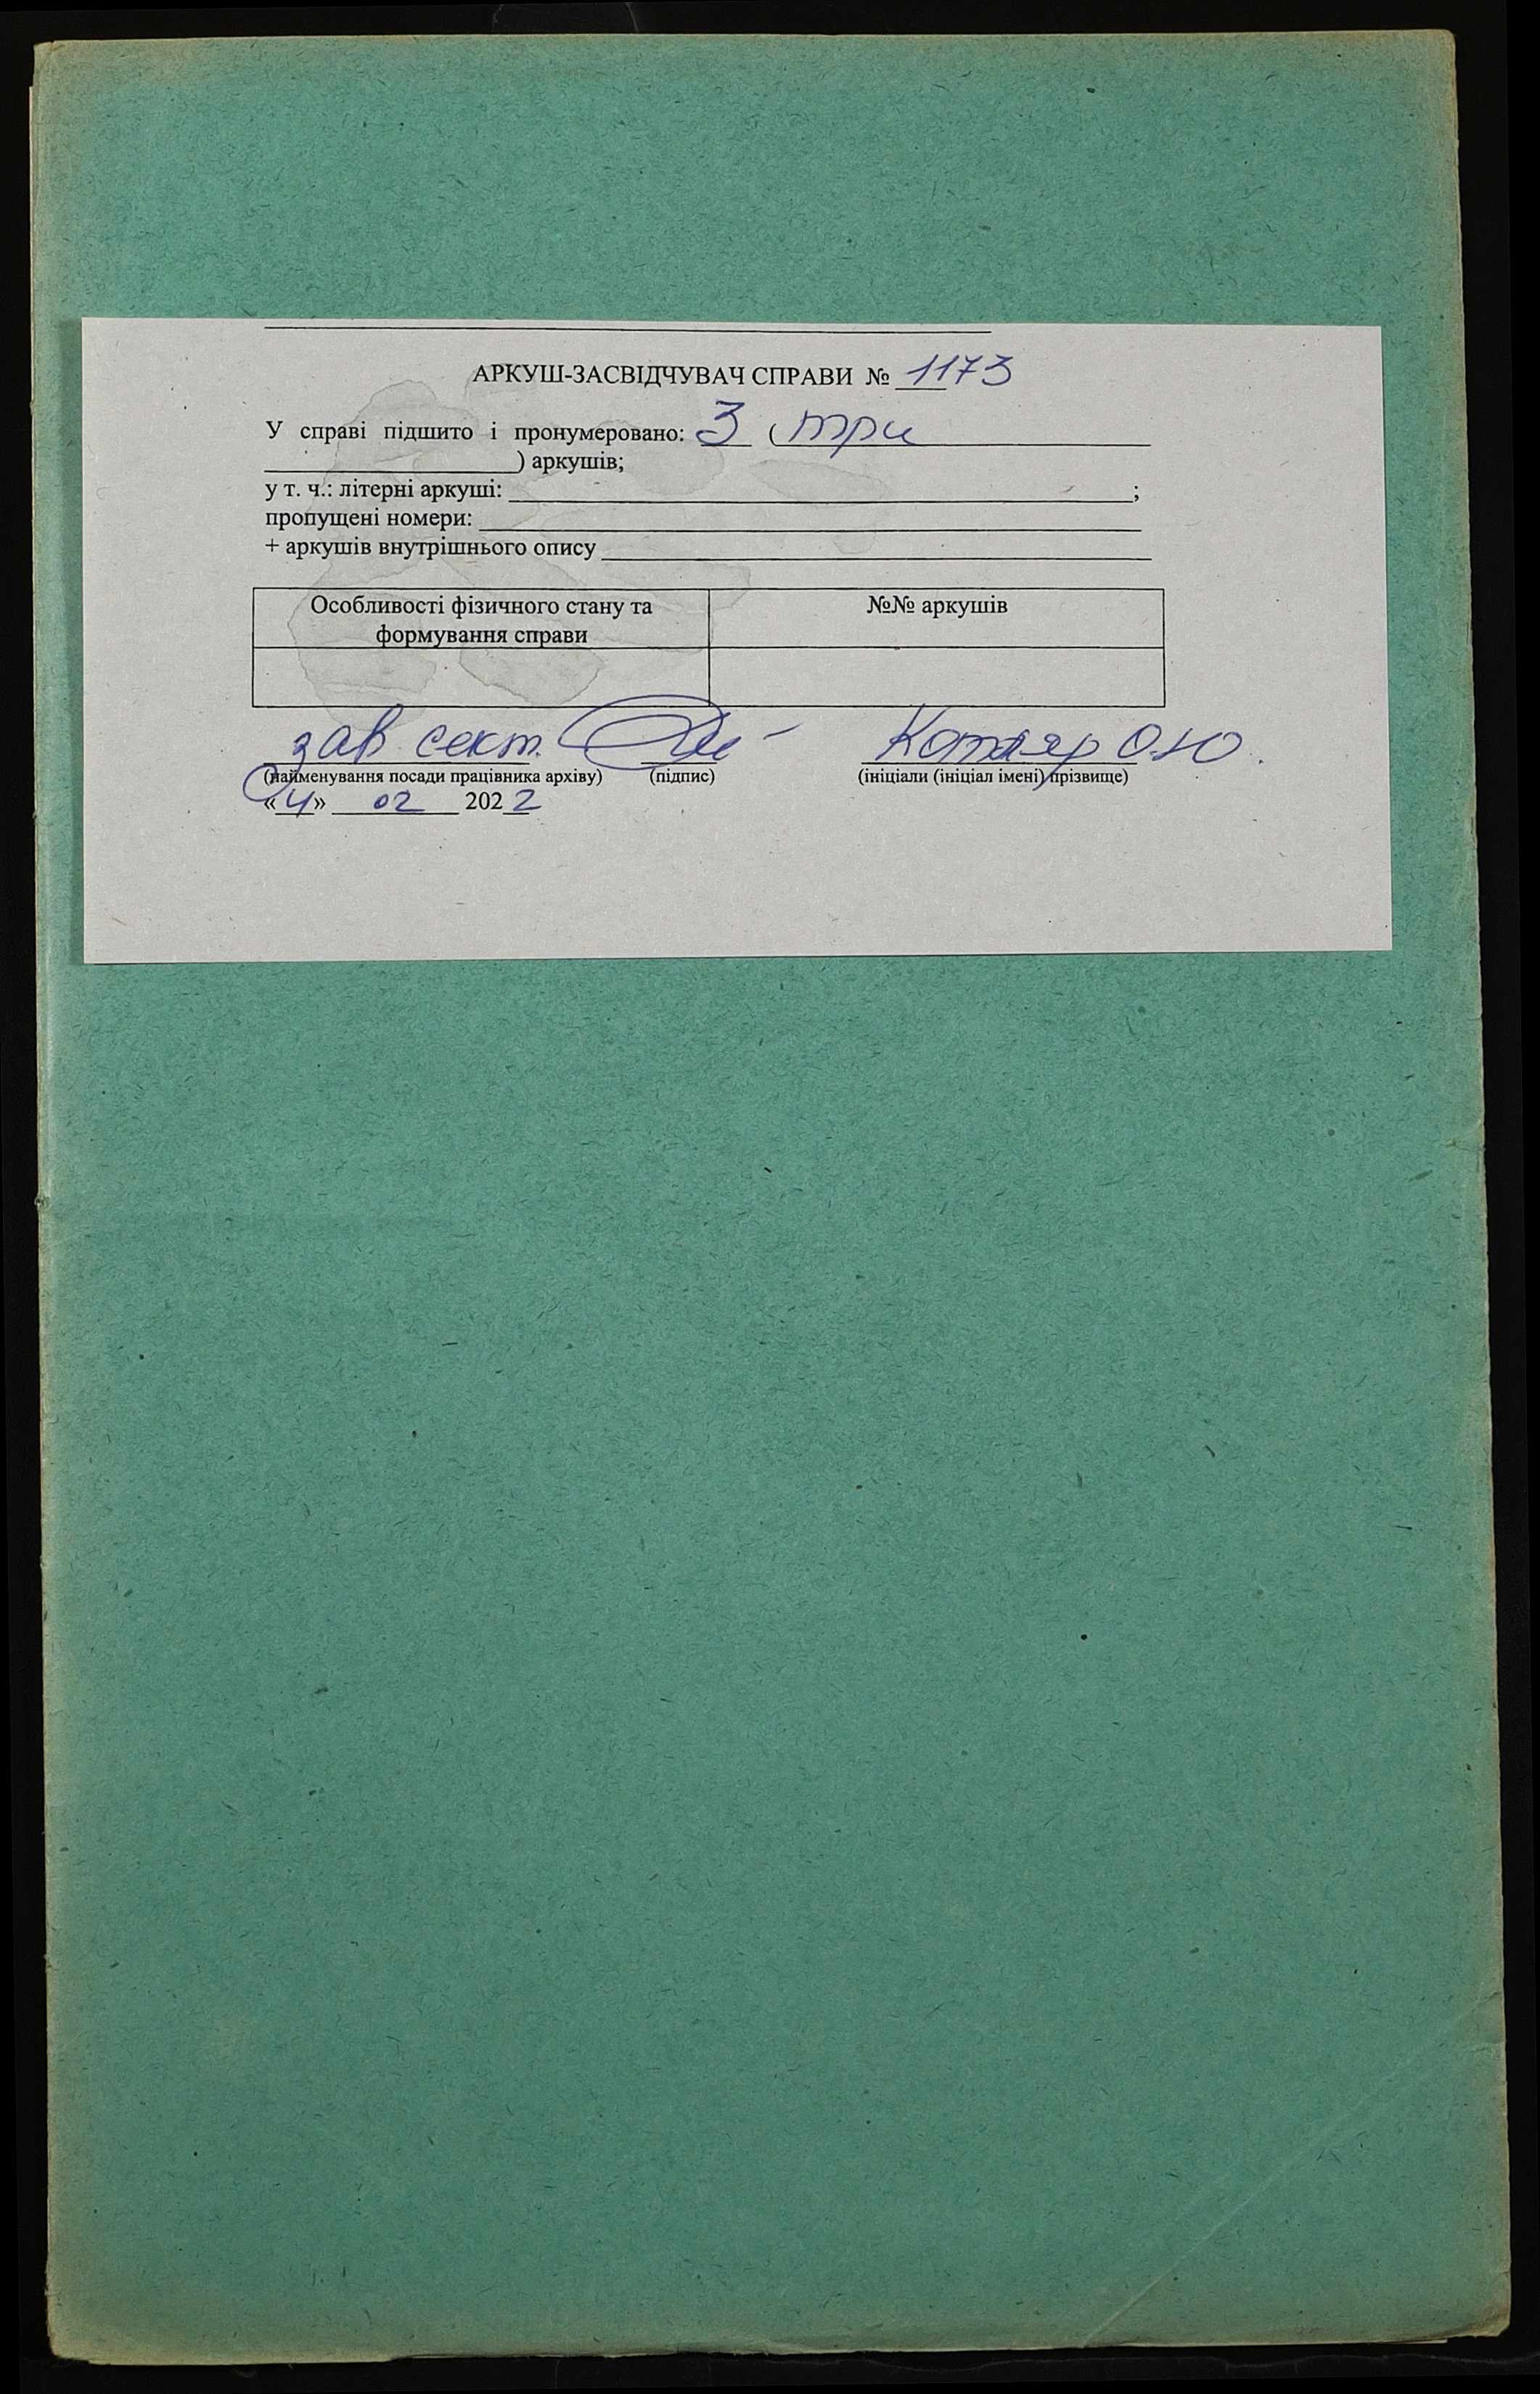 АРКУШ-ЗАСВІДЧУВАЧ СПРАВИ № 1173
У справі підшито і пронумеровано: 3 ( три
) аркушів;
у т. ч.: літерні аркуші: ;
пропущені номери:
+ аркушів внутрішнього опису
Особливості фізичного стану та №№ аркушів
формування справи
зав сект. Котляр О.Ю.
(найменування посади працівника архіву) (підпис) (ініціали (ініціал імені) прізвище)
«4» 02 2022